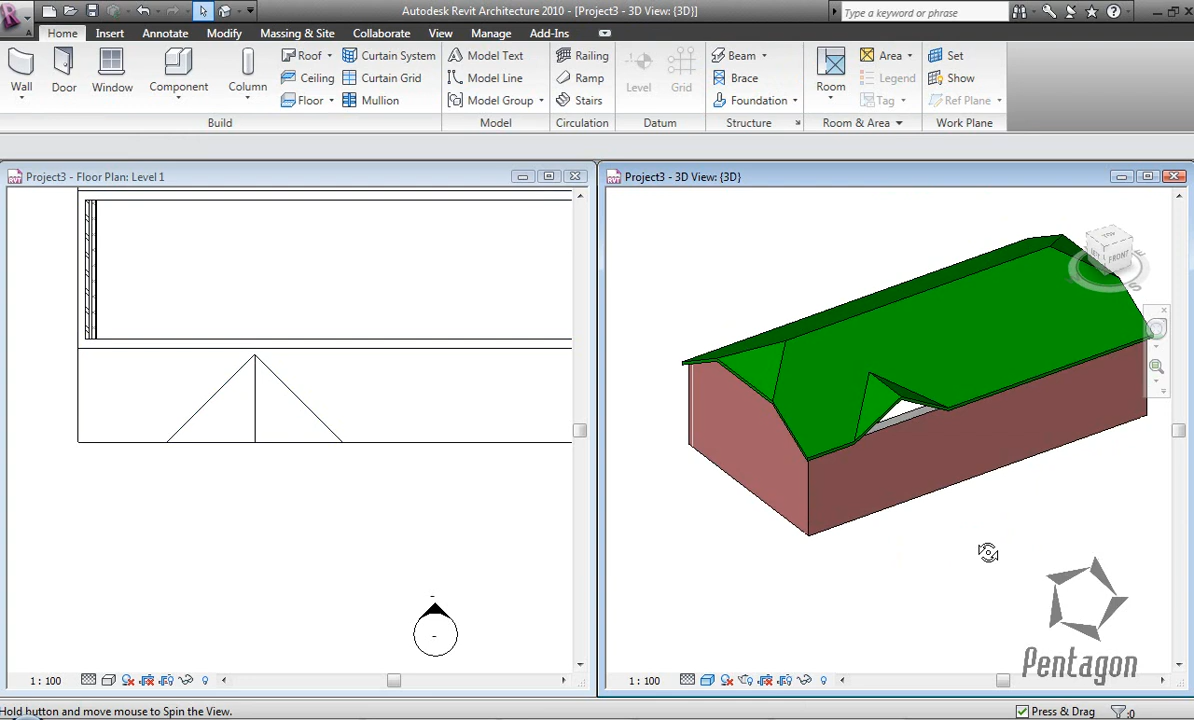 Autodesk Revit Architecture 2010 - [Project3 - 3D View: {3D}]
Type a keyword or phrase
Home Insert Annotate Modify Massing & Site Collaborate View Manage Add-Ins
Wall Door Window Component Column
Roof Ceiling Floor
Curtain System Curtain Grid Mullion
Model Text Model Line Model Group
Railing Ramp Stairs
Level Grid
Beam Brace Foundation
Room Area Legend Tag
Set Show Ref Plane
Build Model Circulation Datum Structure Room & Area Work Plane
Project3 - Floor Plan: Level 1
Project3 - 3D View: {3D}
TOP
FRONT
E
S
Pentagon
1 : 100
1 : 100
Hold button and move mouse to Spin the View.
Press & Drag
:0